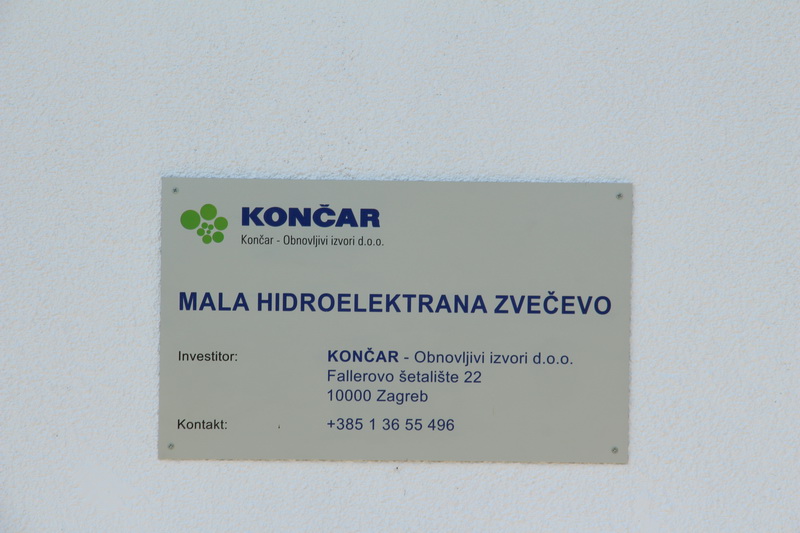 KONČAR
Končar - Obnovljivi izvori d.o.o.
MALA HIDROELEKTRANA ZVEČEVO
Investitor: KONČAR - Obnovljivi izvori d.o.o.
Fallerovo šetalište 22
10000 Zagreb
Kontakt: +385 1 36 55 496